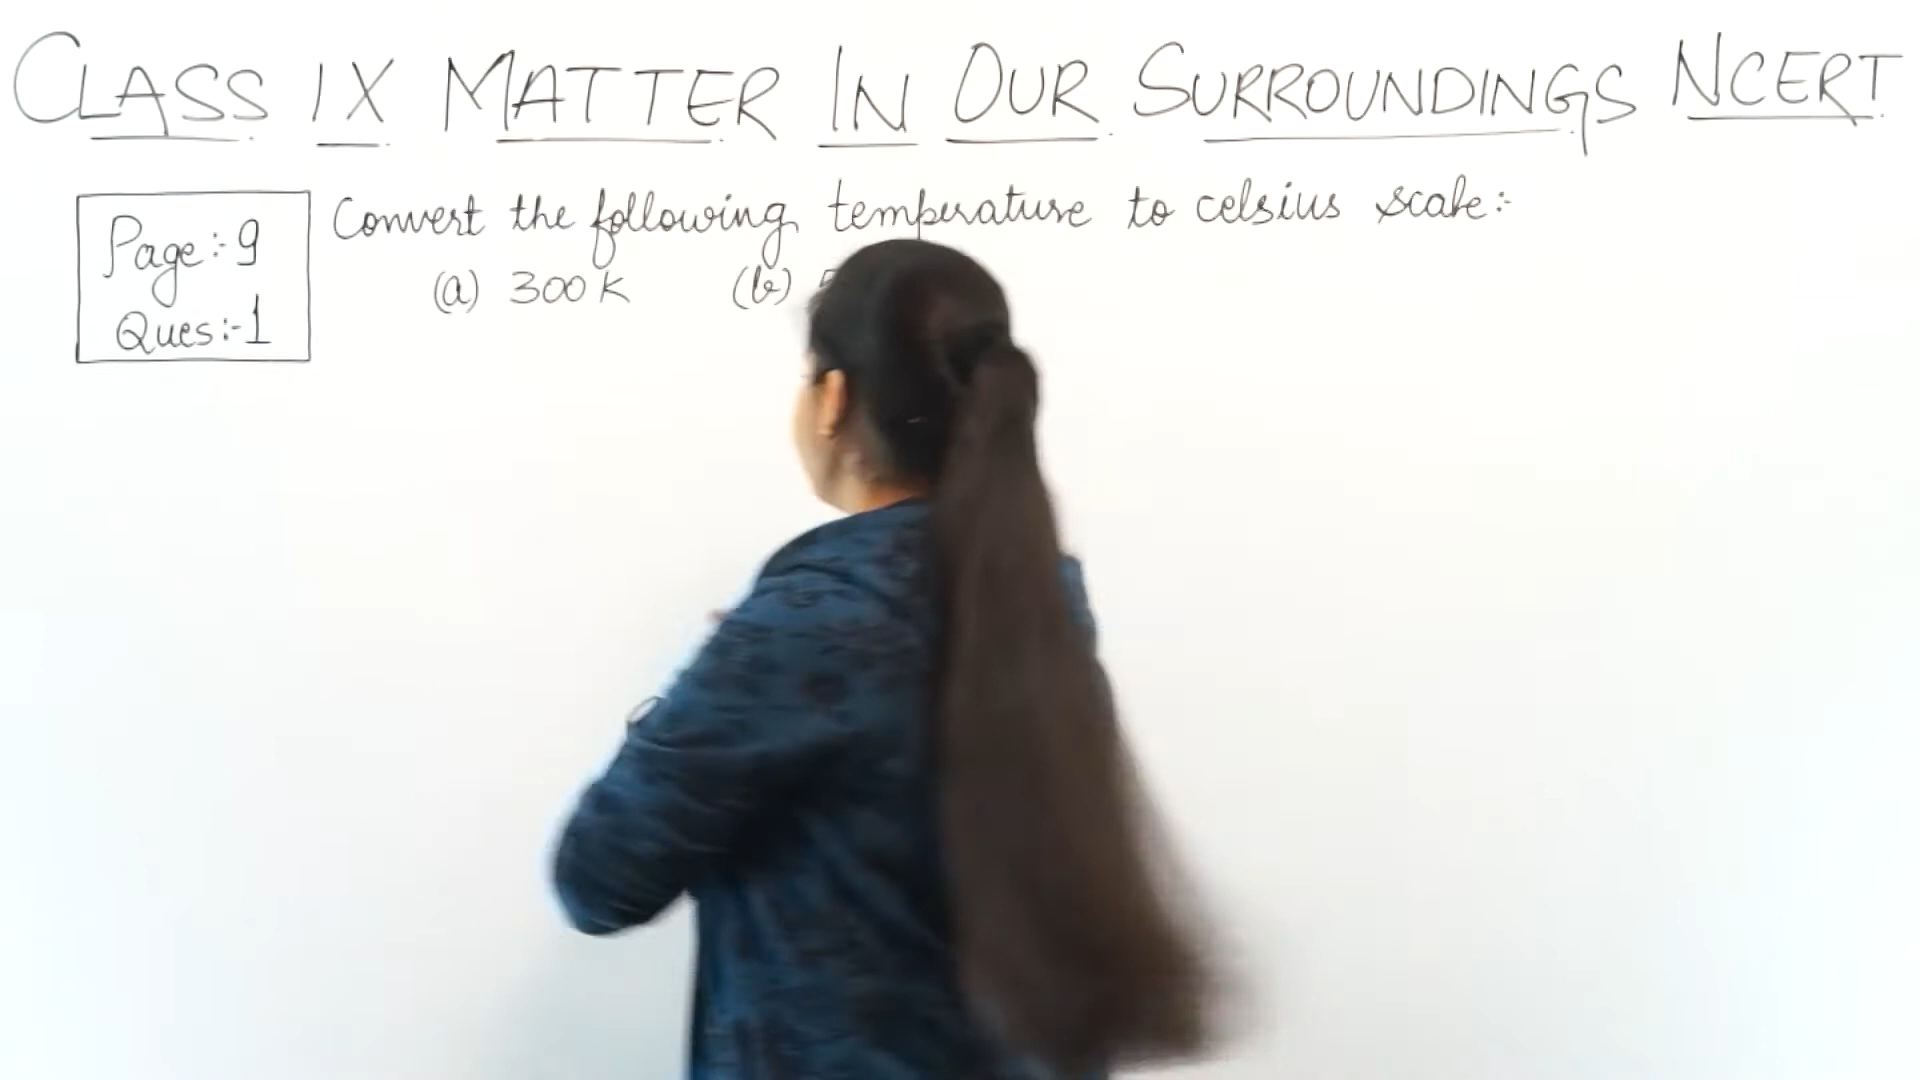 CLASS IX MATTER IN OUR SURROUNDINGS NCERT
Page:- 9
Ques:- 1
Convert the following temperature to celsius scale:-
(a) 300 K (b)